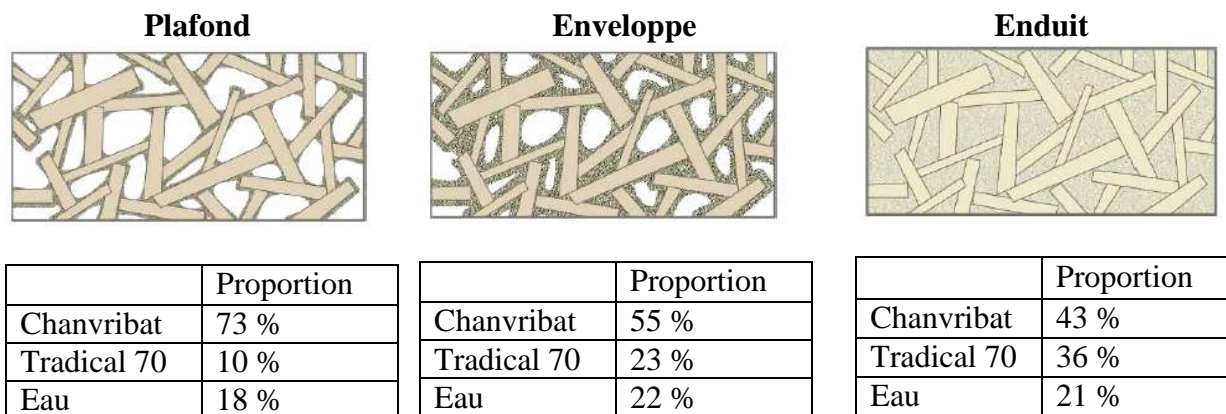 Plafond
Enveloppe
Enduit
Proportion
Chanvribat 73 %
Tradical 70 10 %
Eau 18 %
Proportion
Chanvribat 55 %
Tradical 70 23 %
Eau 22 %
Proportion
Chanvribat 43 %
Tradical 70 36 %
Eau 21 %